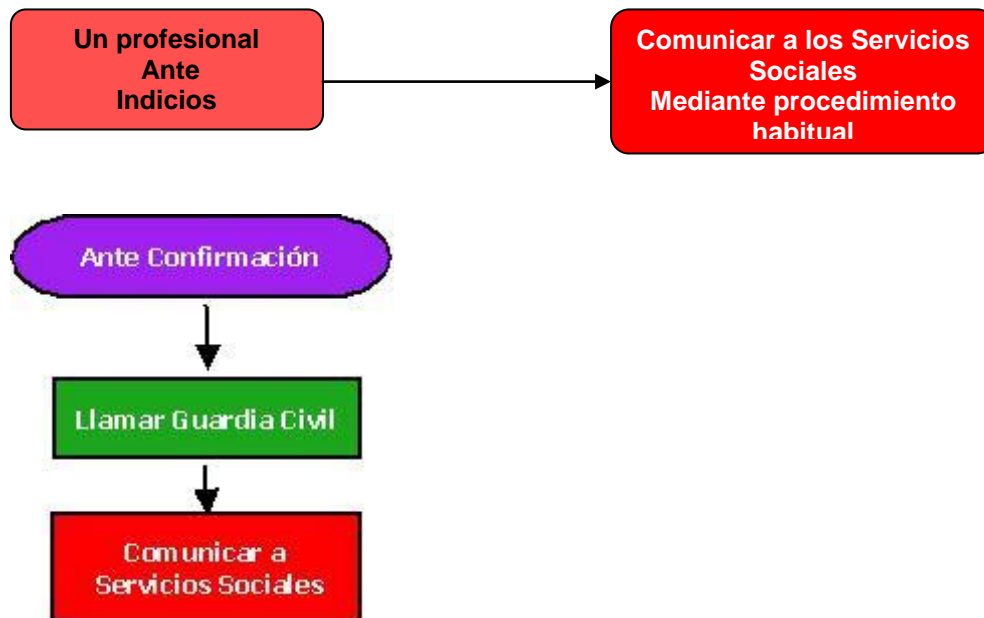 Un profesional
Ante
Indicios
Comunicar a los Servicios
Sociales
Mediante procedimiento
habitual
Ante Confirmación
Llamar Guardia Civil
Comunicar a
Servicios Sociales